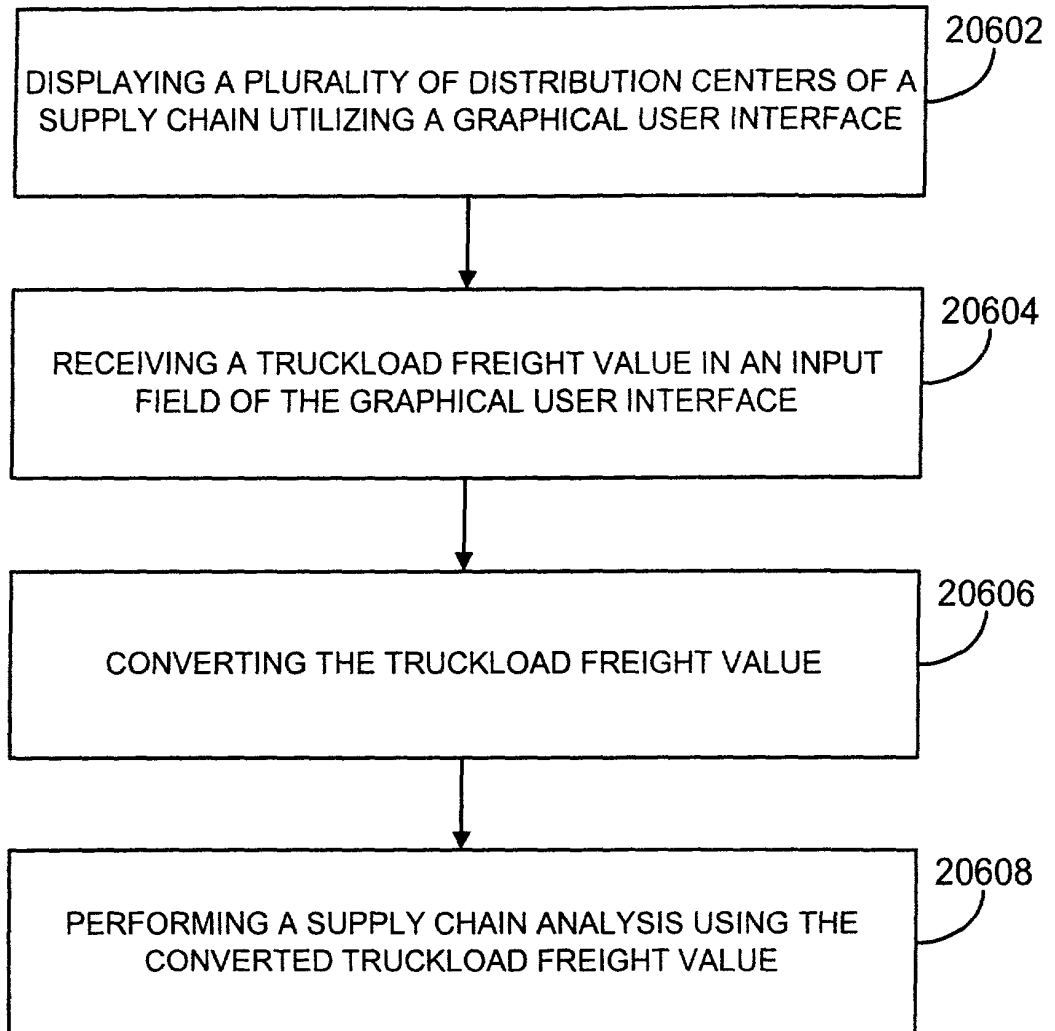 20602
DISPLAYING A PLURALITY OF DISTRIBUTION CENTERS OF A
SUPPLY CHAIN UTILIZING A GRAPHICAL USER INTERFACE
20604
RECEIVING A TRUCKLOAD FREIGHT VALUE IN AN INPUT
FIELD OF THE GRAPHICAL USER INTERFACE
20606
CONVERTING THE TRUCKLOAD FREIGHT VALUE
20608
PERFORMING A SUPPLY CHAIN ANALYSIS USING THE
CONVERTED TRUCKLOAD FREIGHT VALUE